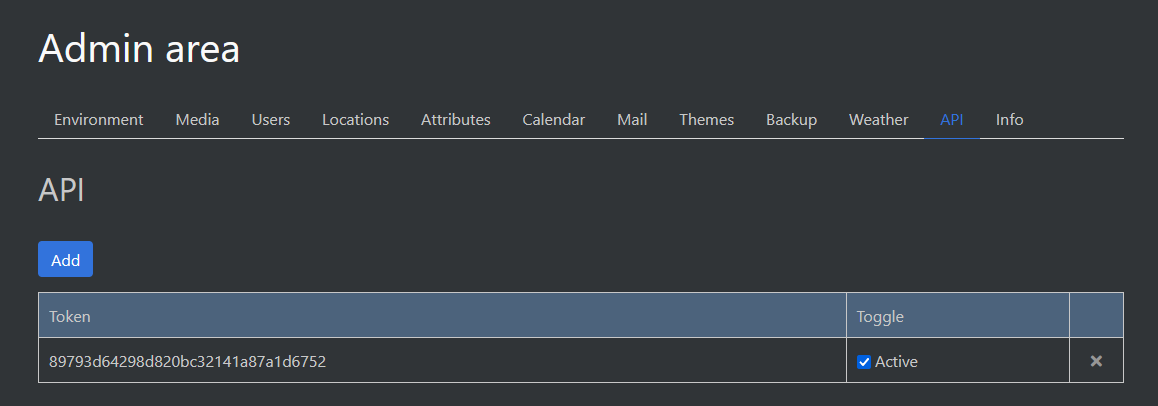 Admin area
Environment Media Users Locations Attributes Calendar Mail Themes Backup Weather API Info
API
Add
Token Toggle
89793d64298d820bc32141a87a1d6752 Active